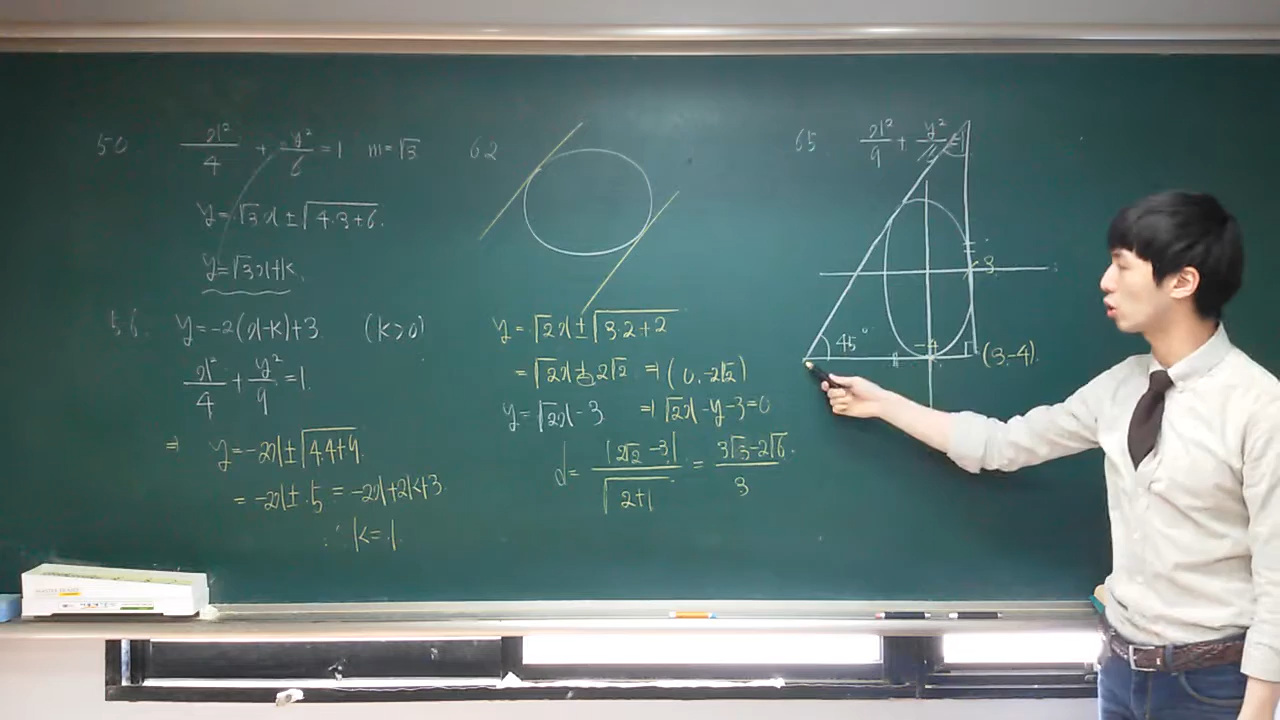 50 x²/4 + y²/6 = 1 m=√3
y=√3x±√4·3+6
y=√3x+k
56. y=-2(x-k)+3 (k>0)
x²/4 + y²/9 = 1.
⇒ y=-2x±√4·4+9
= -2x±5 = -2x+2k+3
∴ k=1
62
y=√2x±√3·2+2
=√2x±2√2 ⇒ (0, -2√2)
y=√2x-3 ⇒ √2x-y-3=0
d= |2√2-3|/√2+1 = 3√3-2√6/3
65 x²/9 + y²/16 = 1
3
45°
-4
(3,-4)